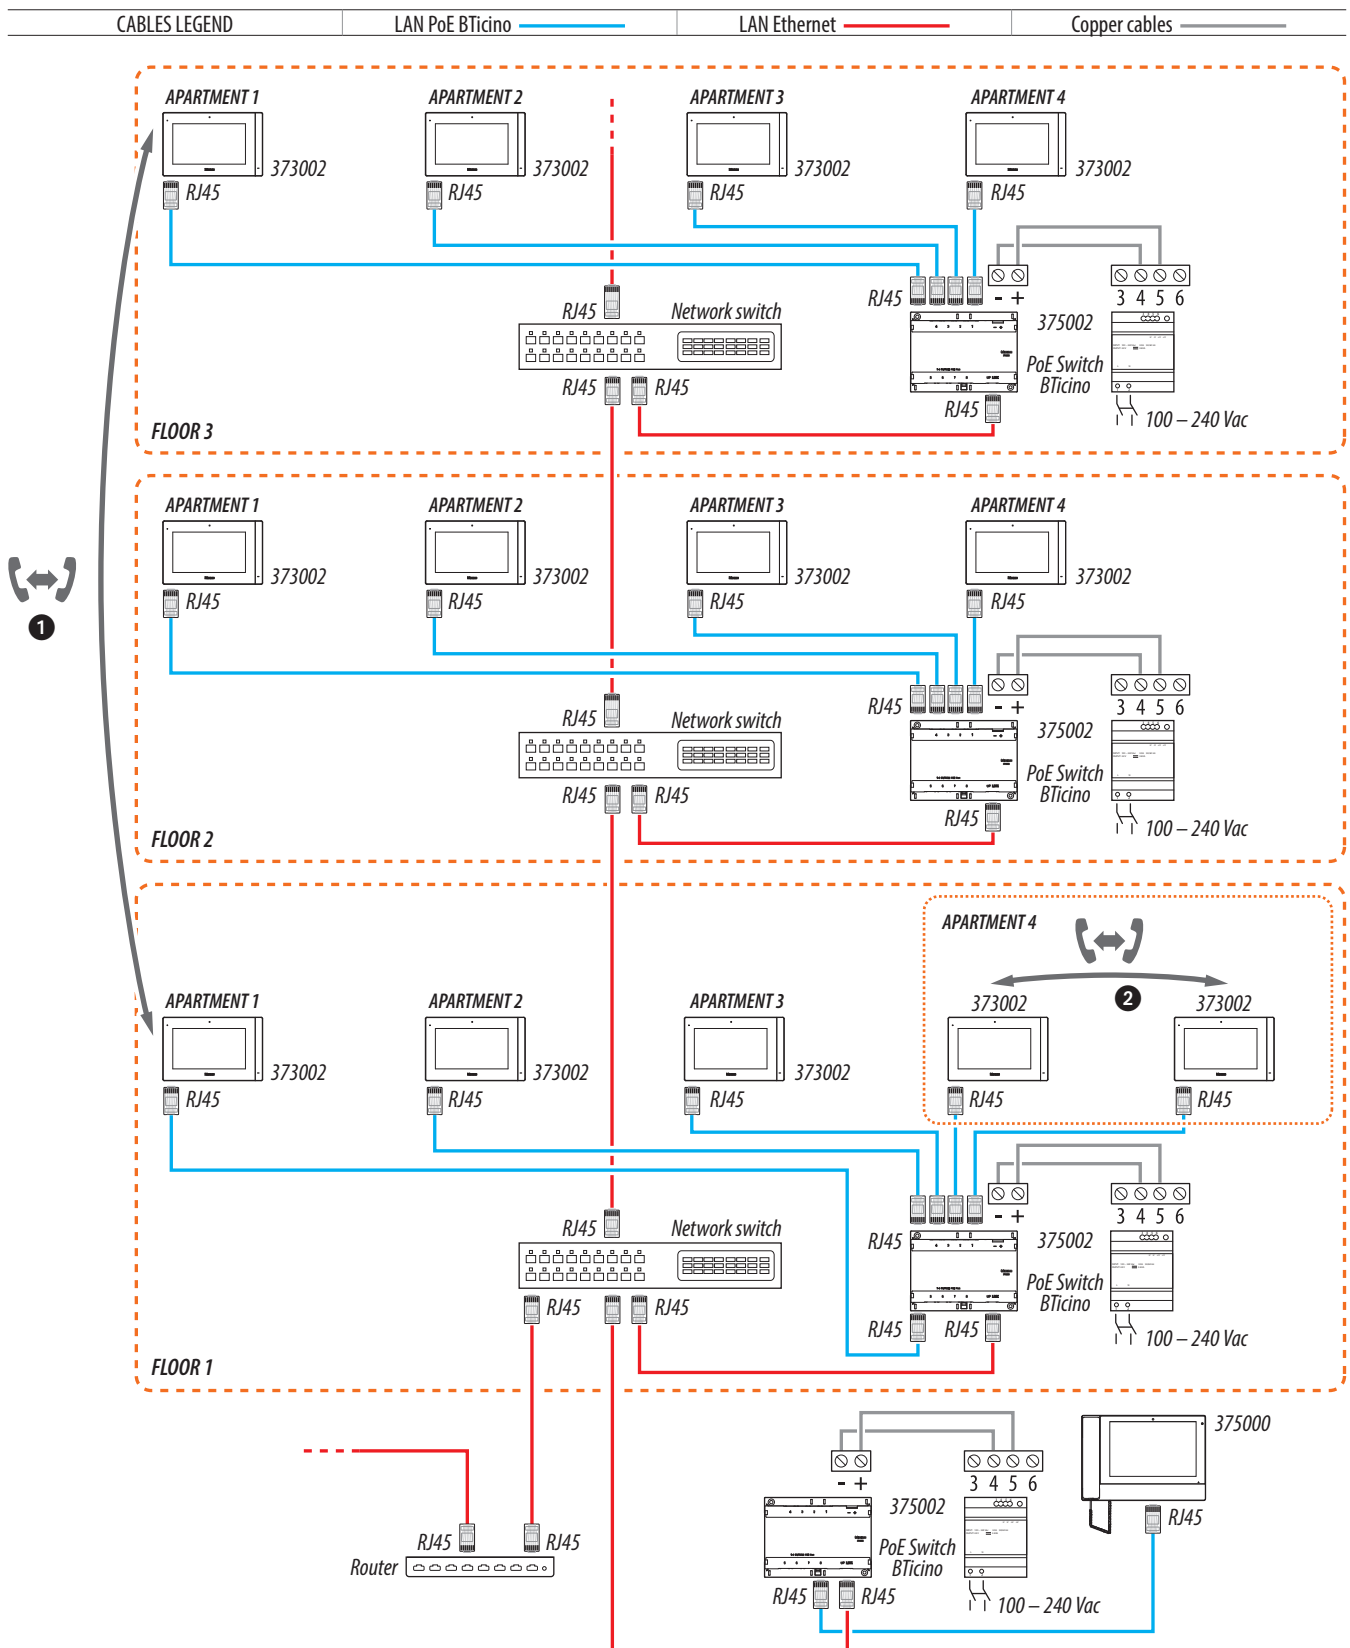 CABLES LEGEND LAN PoE BTicino LAN Ethernet Copper cables
APARTMENT 1 APARTMENT 2 APARTMENT 3 APARTMENT 4
373002 373002 373002 373002
RJ45 RJ45 RJ45 RJ45
RJ45 - + 3 4 5 6
RJ45 Network switch 375002
PoE Switch
BTicino
RJ45 RJ45 RJ45 100 – 240 Vac
FLOOR 3
APARTMENT 1 APARTMENT 2 APARTMENT 3 APARTMENT 4
373002 373002 373002 373002
1
RJ45 RJ45 RJ45 RJ45
RJ45 - + 3 4 5 6
RJ45 Network switch 375002
PoE Switch
BTicino
RJ45 RJ45 RJ45 100 – 240 Vac
FLOOR 2
APARTMENT 4
2
APARTMENT 1 APARTMENT 2 APARTMENT 3 373002 373002
373002 373002 373002
RJ45 RJ45 RJ45 RJ45 RJ45
- + 3 4 5 6
RJ45 Network switch RJ45 375002
PoE Switch
BTicino
RJ45 RJ45 RJ45 RJ45 100 – 240 Vac
FLOOR 1
375000
- + 3 4 5 6
375002 RJ45
RJ45 RJ45 PoE Switch
Router BTicino
RJ45 RJ45 100 – 240 Vac